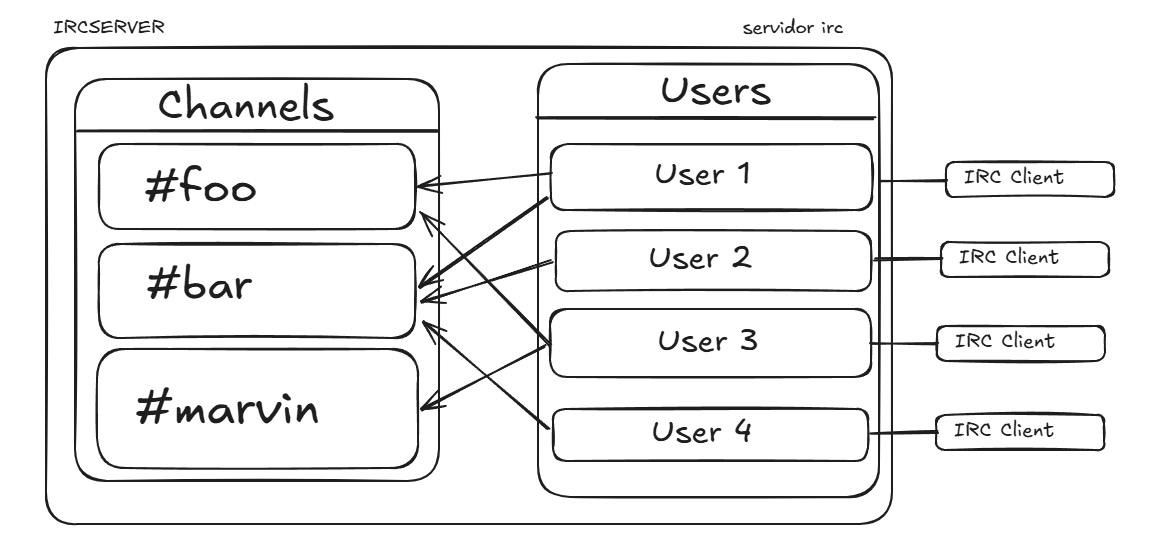 IRCSERVER
servidor irc
Channels
#foo
#bar
#marvin
Users
User 1
User 2
User 3
User 4
IRC Client
IRC Client
IRC Client
IRC Client